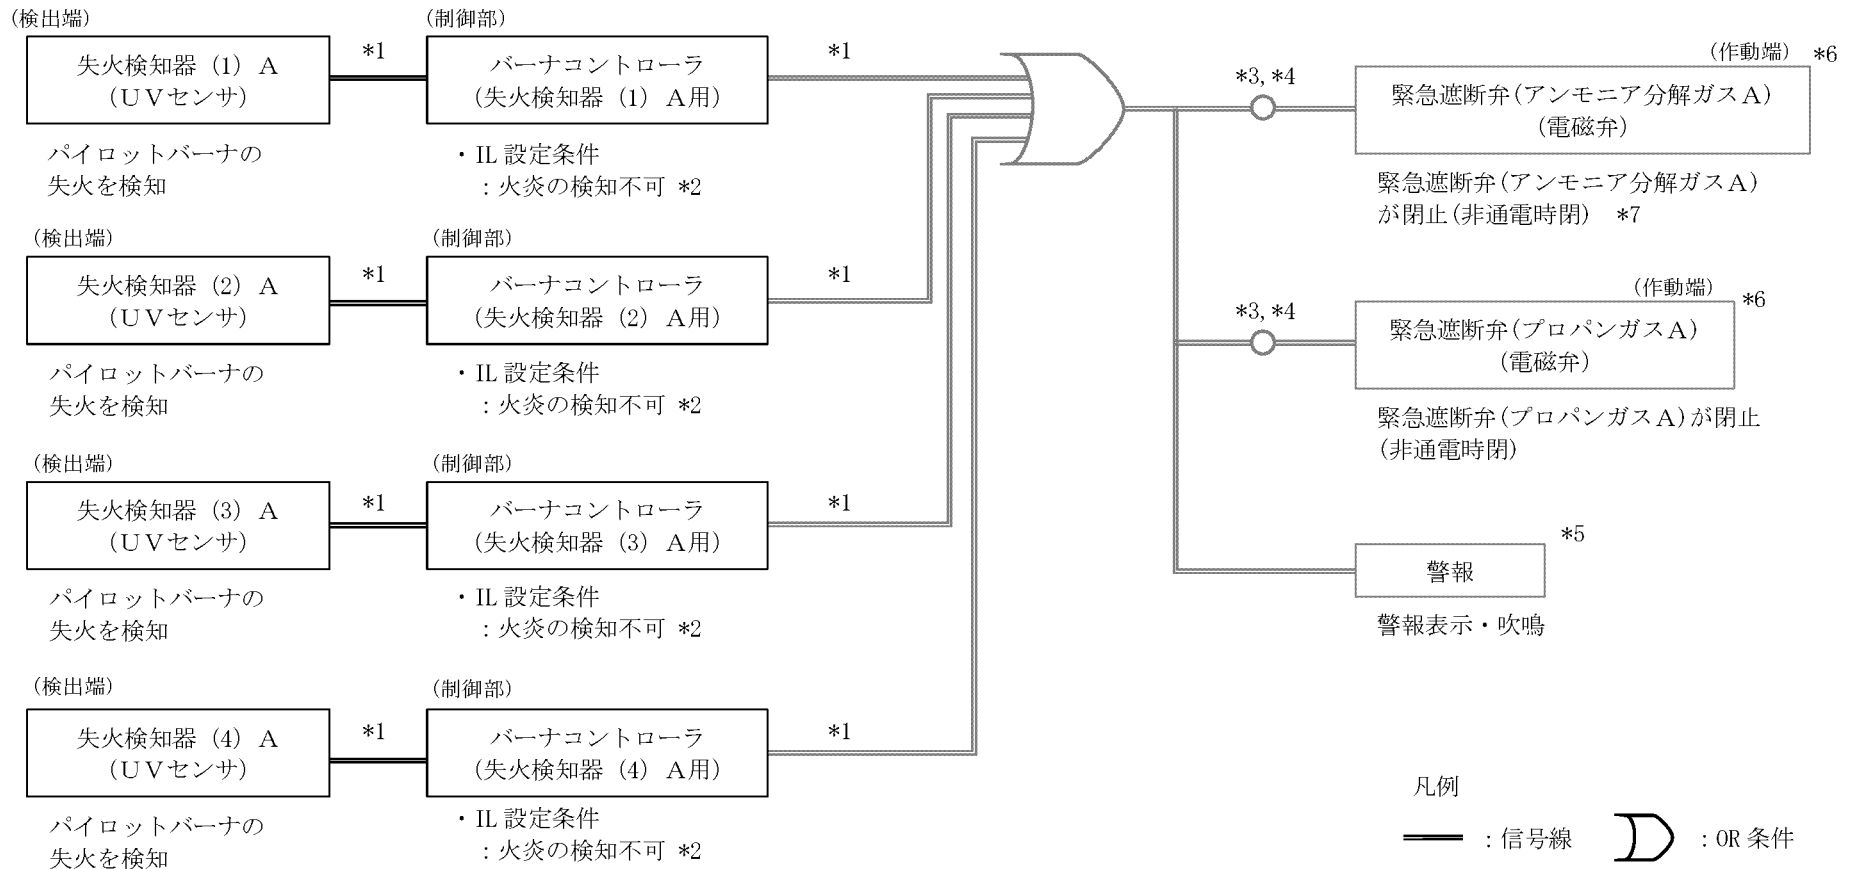 (検出端)
(制御部)
失火検知器 (1) A
(UVセンサ)
*1
バーナコントローラ
(失火検知器 (1) A用)
*1
パイロットバーナの
失火を検知
・IL 設定条件
：火炎の検知不可 *2
(検出端)
(制御部)
失火検知器 (2) A
(UVセンサ)
*1
バーナコントローラ
(失火検知器 (2) A用)
*1
パイロットバーナの
失火を検知
・IL 設定条件
：火炎の検知不可 *2
(検出端)
(制御部)
失火検知器 (3) A
(UVセンサ)
*1
バーナコントローラ
(失火検知器 (3) A用)
*1
パイロットバーナの
失火を検知
・IL 設定条件
：火炎の検知不可 *2
(検出端)
(制御部)
失火検知器 (4) A
(UVセンサ)
*1
バーナコントローラ
(失火検知器 (4) A用)
*1
パイロットバーナの
失火を検知
・IL 設定条件
：火炎の検知不可 *2
(作動端) *6
*3, *4
緊急遮断弁(アンモニア分解ガスA)
(電磁弁)
緊急遮断弁(アンモニア分解ガスA)
が閉止(非通電時閉) *7
(作動端) *6
*3, *4
緊急遮断弁(プロパンガスA)
(電磁弁)
緊急遮断弁(プロパンガスA)が閉止
(非通電時閉)
*5
警報
警報表示・吹鳴
凡例
：信号線
：OR 条件